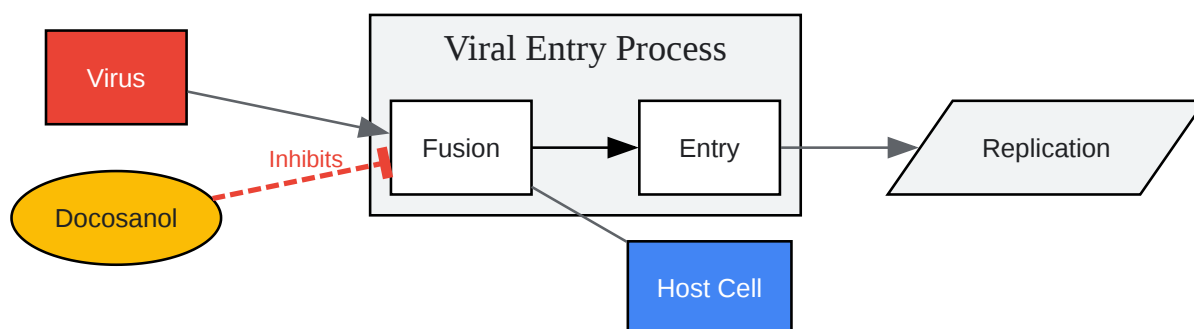 Viral Entry Process
Virus
Fusion
Entry
Replication
Inhibits
Docosanol
Host Cell